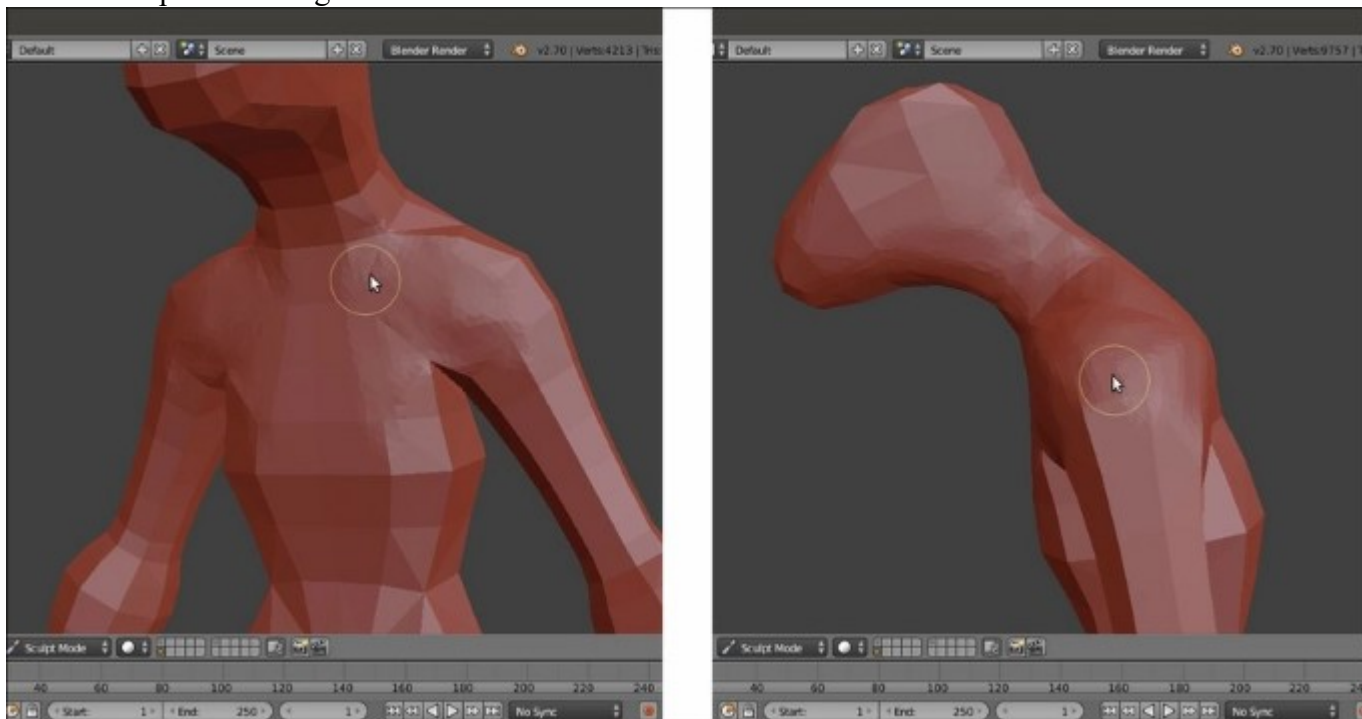 Default Scene Blender Render v2.70 | Verts:4213 | Tris
Sculpt Mode
40 60 80 100 120 140 160 180 200 220 240
Start: 1 End: 250 1 No Sync
Default Scene Blender Render v2.70 | Verts:9757 | T
Sculpt Mode
40 60 80 100 120 140 160 180 200 220
Start: 1 End: 250 1 No Sync